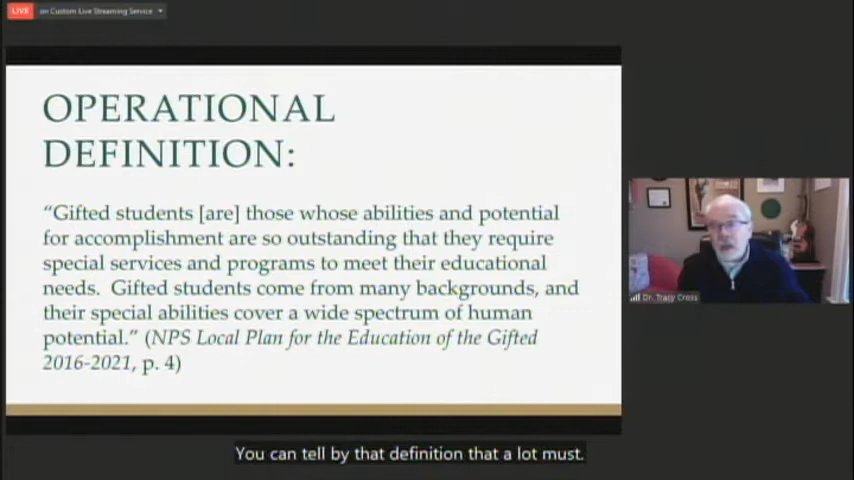 LIVE on Custom Live Streaming Service
OPERATIONAL
DEFINITION:
“Gifted students [are] those whose abilities and potential
for accomplishment are so outstanding that they require
special services and programs to meet their educational
needs. Gifted students come from many backgrounds, and
their special abilities cover a wide spectrum of human
potential.” (NPS Local Plan for the Education of the Gifted
2016-2021, p. 4)
Dr. Tracy Cross
You can tell by that definition that a lot must.